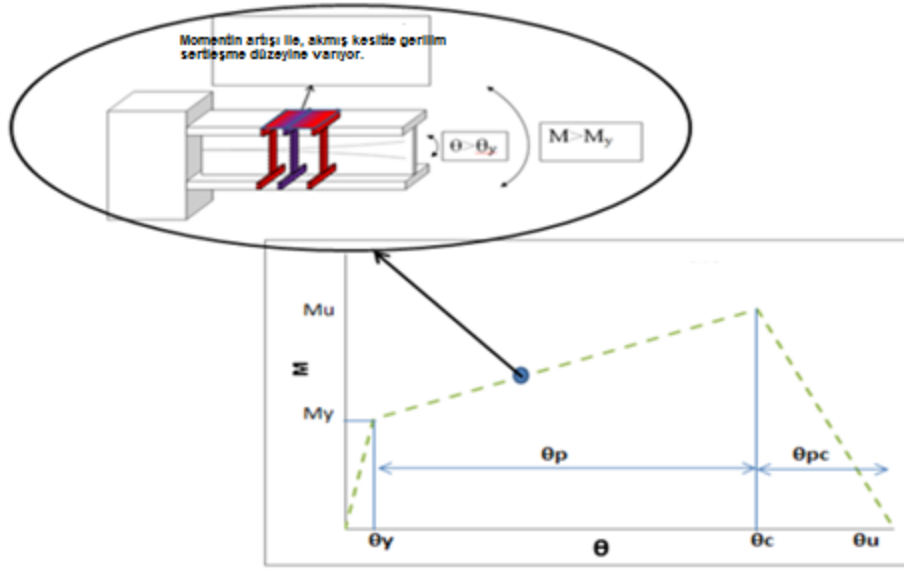 Momentin artışı ile, akmış kesitte gerilim
sertleşme düzeyine varıyor.
θ>θy
M>My
Mu
M
My
θp
θpc
θy
θ
θc
θu